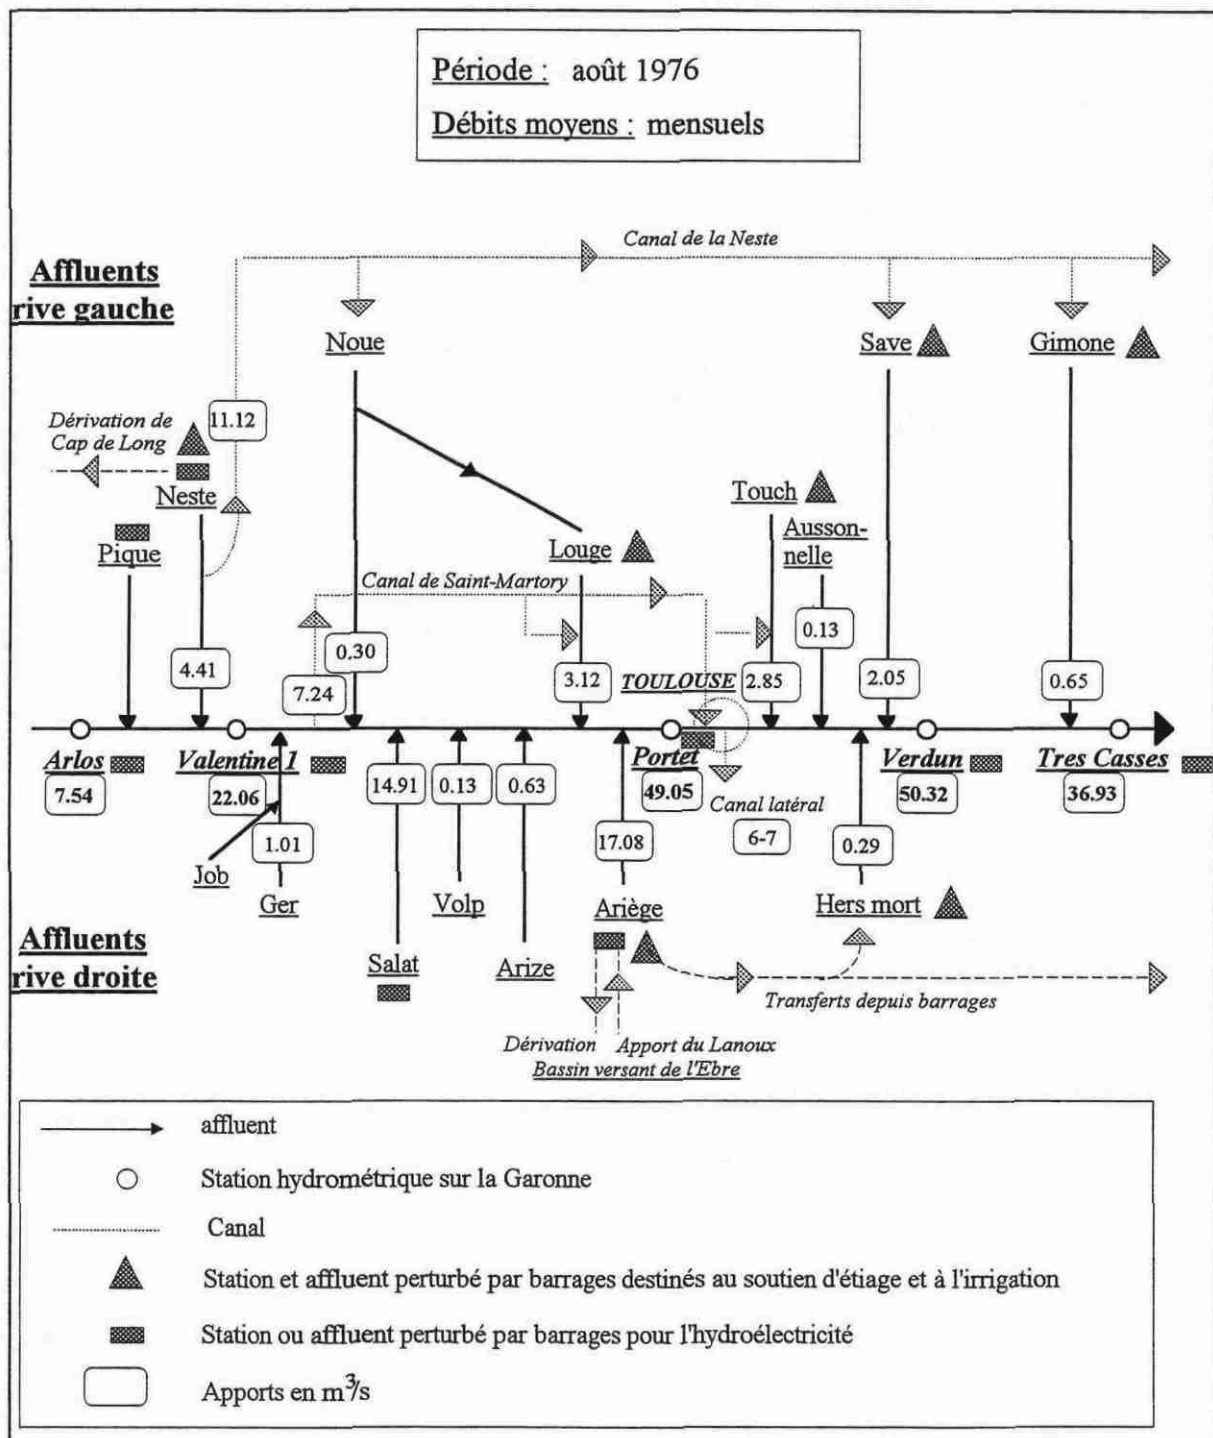 Période : août 1976
Débits moyens : mensuels
Canal de la Neste
Affluents
rive gauche
Noue
Save
Gimone
11.12
Dérivation de
Cap de Long
Neste
Pique
Touch
Ausson-
nelle
Louge
Canal de Saint-Martory
4.41
7.24
0.30
3.12
TOULOUSE
2.85
0.13
2.05
0.65
Arlos
7.54
Valentine 1
22.06
Portet
49.05
Verdun
50.32
Tres Casses
36.93
14.91
0.13
0.63
17.08
Canal latéral
6-7
0.29
1.01
Job
Ger
Volp
Ariège
Hers mort
Affluents
rive droite
Salat
Arize
Transferts depuis barrages
Dérivation Apport du Lanoux
Bassin versant de l'Ebre
affluent
Station hydrométrique sur la Garonne
Canal
Station et affluent perturbé par barrages destinés au soutien d'étiage et à l'irrigation
Station ou affluent perturbé par barrages pour l'hydroélectricité
Apports en m³/s